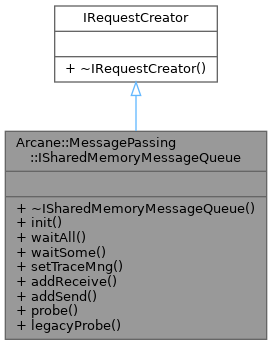 IRequestCreator
+ ~IRequestCreator()
Arcane::MessagePassing
::ISharedMemoryMessageQueue
+ ~ISharedMemoryMessageQueue()
+ init()
+ waitAll()
+ waitSome()
+ setTraceMng()
+ addReceive()
+ addSend()
+ probe()
+ legacyProbe()